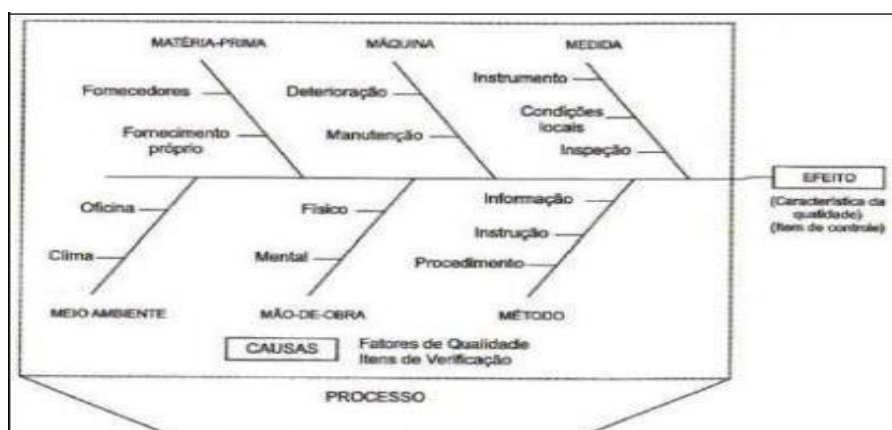 MATÉRIA-PRIMA
MÁQUINA
MEDIDA
Fornecedores
Fornecimento
próprio
Deterioração
Manutenção
Instrumento
Condições
locais
Inspeção
EFEITO
(Característica da
qualidade)
(Item de controle)
Oficina
Clima
Físico
Mental
Informação
Instrução
Procedimento
MEIO AMBIENTE
MÃO-DE-OBRA
MÉTODO
CAUSAS
Fatores de Qualidade
Itens de Verificação
PROCESSO